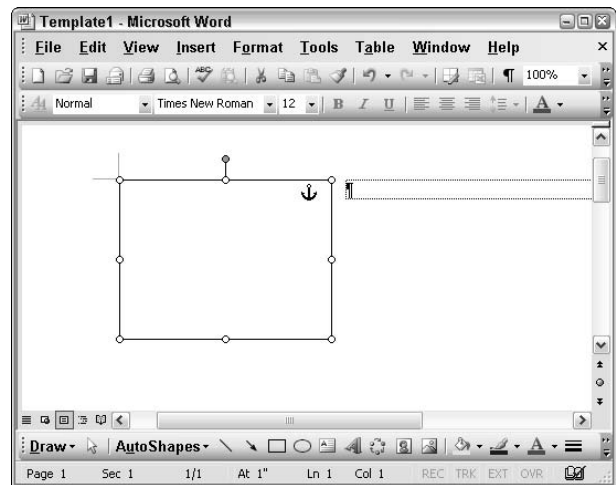 Template1 - Microsoft Word
File Edit View Insert Format Tools Table Window Help
ABC ¶ 100%
Normal Times New Roman 12 B I U A
¶
Draw AutoShapes A A
Page 1 Sec 1 1/1 At 1" Ln 1 Col 1 REC TRK EXT OVR